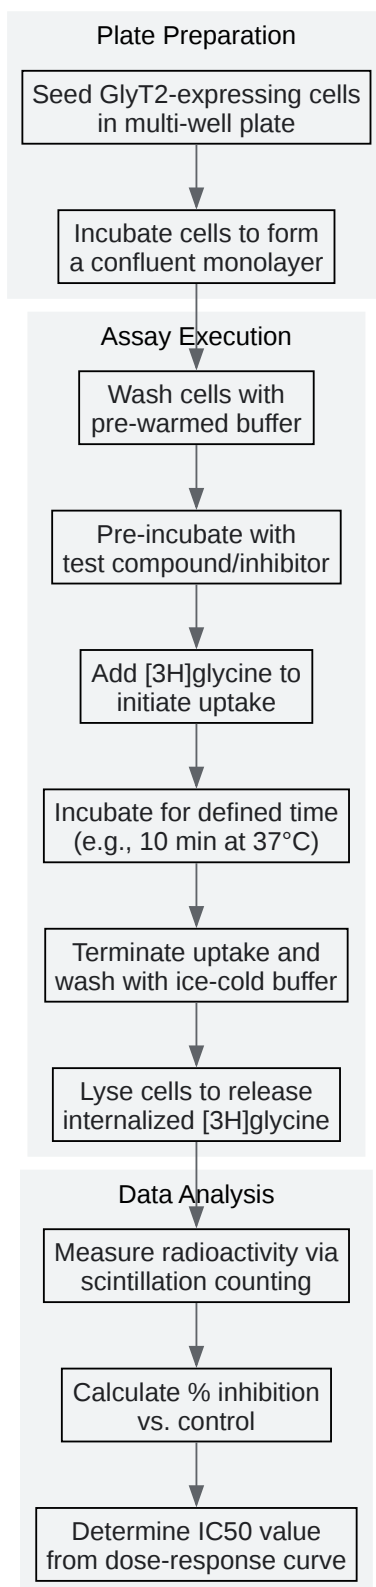 Plate Preparation
Seed GlyT2-expressing cells
in multi-well plate
Incubate cells to form
a confluent monolayer
Assay Execution
Wash cells with
pre-warmed buffer
Pre-incubate with
test compound/inhibitor
Add [3H]glycine to
initiate uptake
Incubate for defined time
(e.g., 10 min at 37°C)
Terminate uptake and
wash with ice-cold buffer
Lyse cells to release
internalized [3H]glycine
Data Analysis
Measure radioactivity via
scintillation counting
Calculate % inhibition
vs. control
Determine IC50 value
from dose-response curve